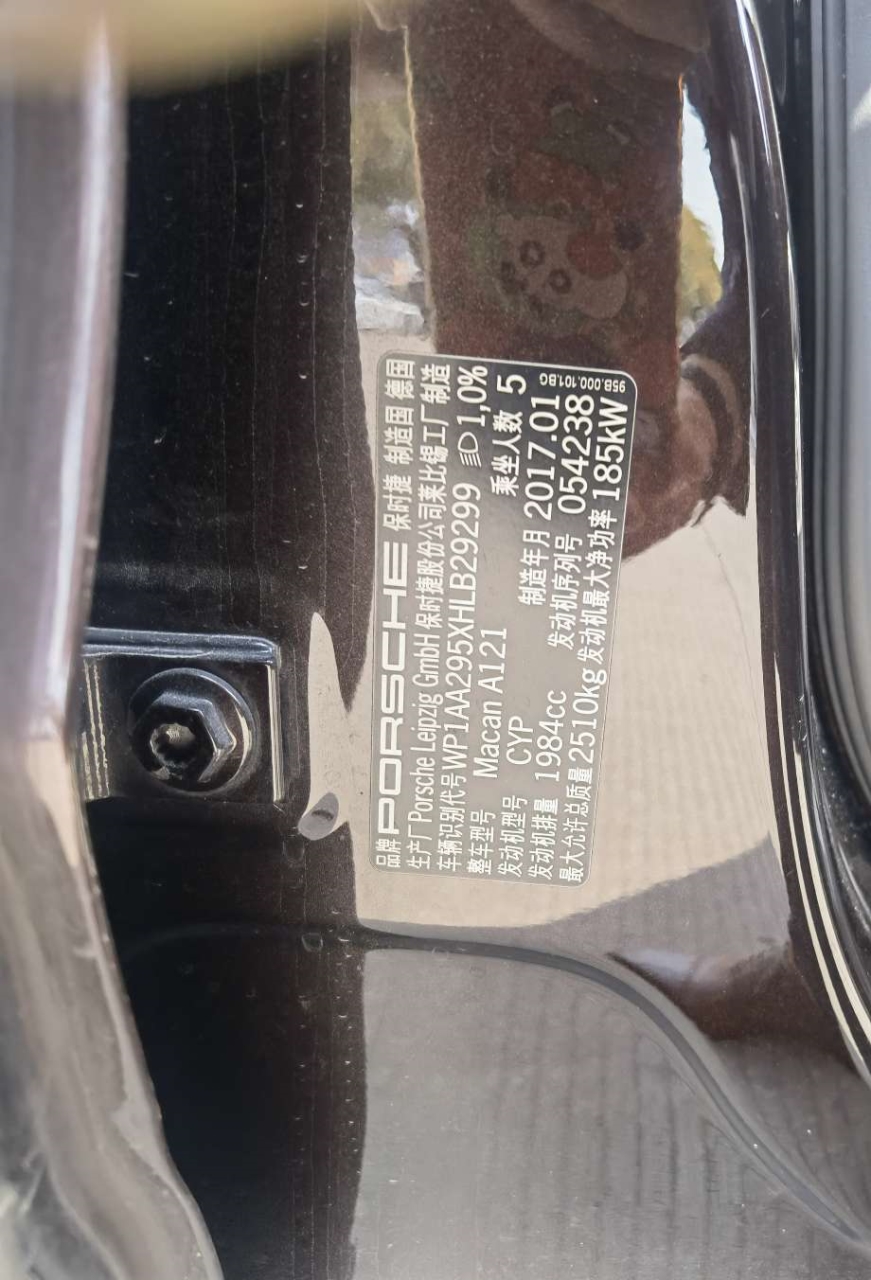 品牌 PORSCHE 保时捷 制造国 德国
生产厂 Porsche Leipzig GmbH 保时捷股份公司莱比锡工厂 制造
车辆识别代号 WP1AA295XHLB29299 1,0%
整车型号 Macan A121 乘坐人数 5
发动机型号 CYP 制造年月 2017.01
发动机排量 1984cc 发动机序列号 054238
最大允许总质量 2510kg 发动机最大净功率 185kW
95B.000.101.BG